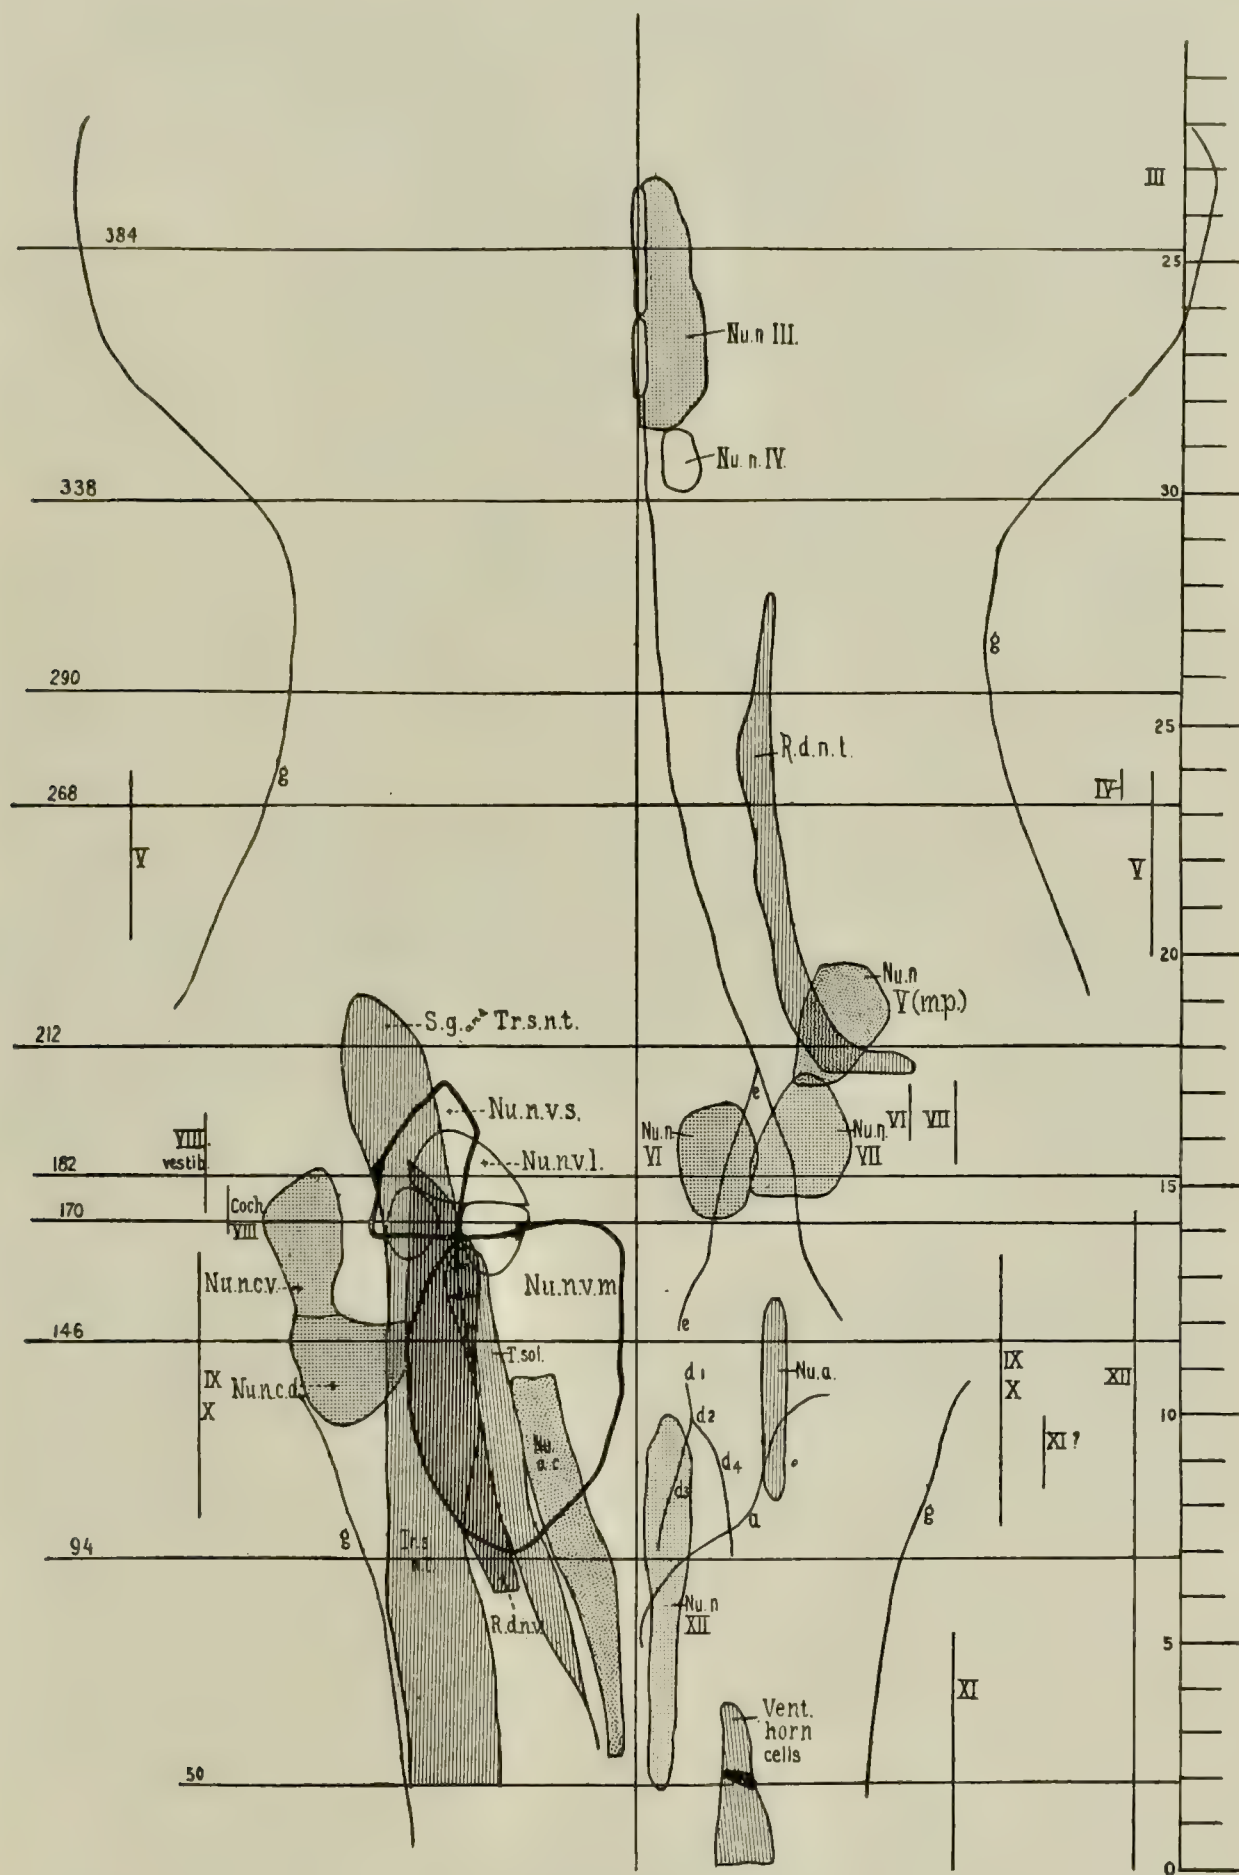 III
384
25
Nu.n III.
Nu. n. IV.
338
30
g
290
25
R.d.n.t.
g
268
IV
V
V
20
Nu.n
V(m.p.)
S.g. and Tr.s.n.t.
212
e
Nu.n.v.s.
Nu.n
VI
Nu.n.
VII
VI
VII
VIII.
vestib.
Nu.n.v.l.
182
15
Coch.
VIII
170
Nu.n.c.v.
Nu.n.v.m
e
146
T.sol.
d1
Nu.a.
IX
X
XII
IX
X
Nu.n.c.d.
d2
10
Nu.
a.c
d4
XI?
d3
a
g
g
94
Tr.s
n.t.
Nu.n
XII
R.d.n.v.
5
XI
Vent.
horn
cells
50
0